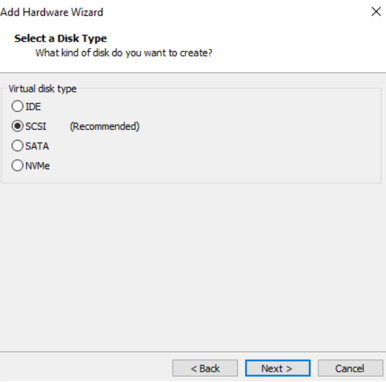 Add Hardware Wizard
Select a Disk Type
What kind of disk do you want to create?
Virtual disk type
IDE
SCSI (Recommended)
SATA
NVMe
< Back Next > Cancel